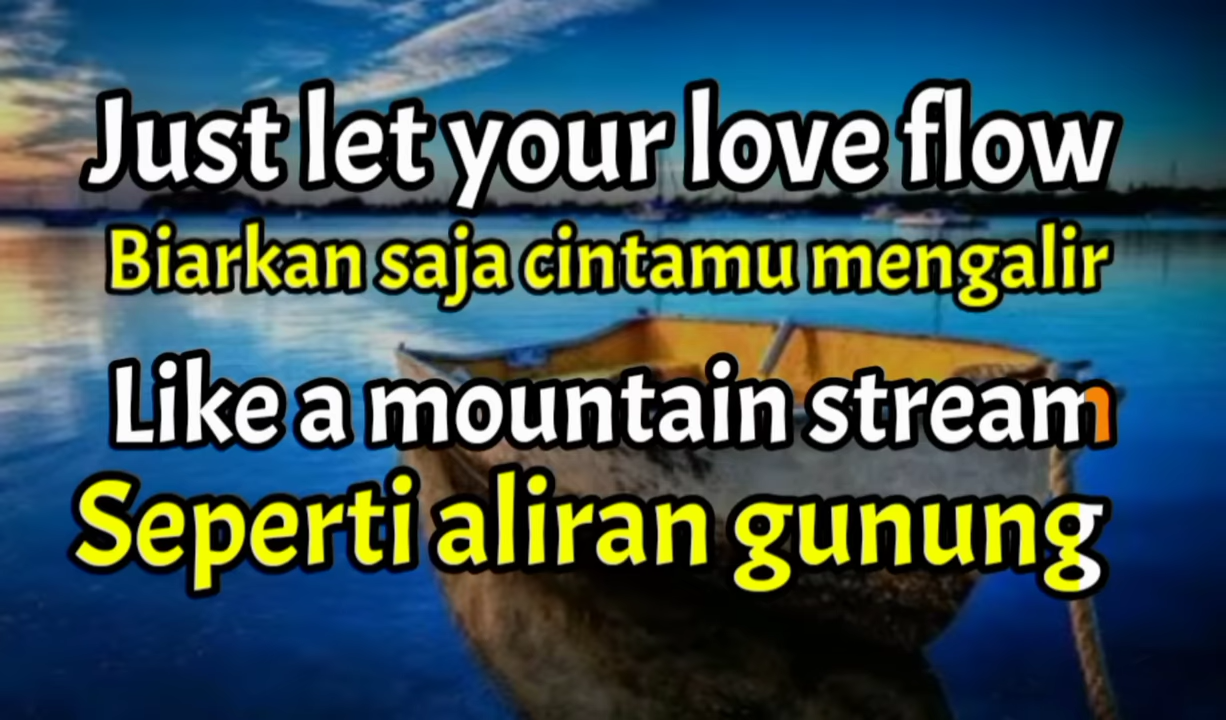 Just let your love flow
Biarkan saja cintamu mengalir
Like a mountain stream
Seperti aliran gunung